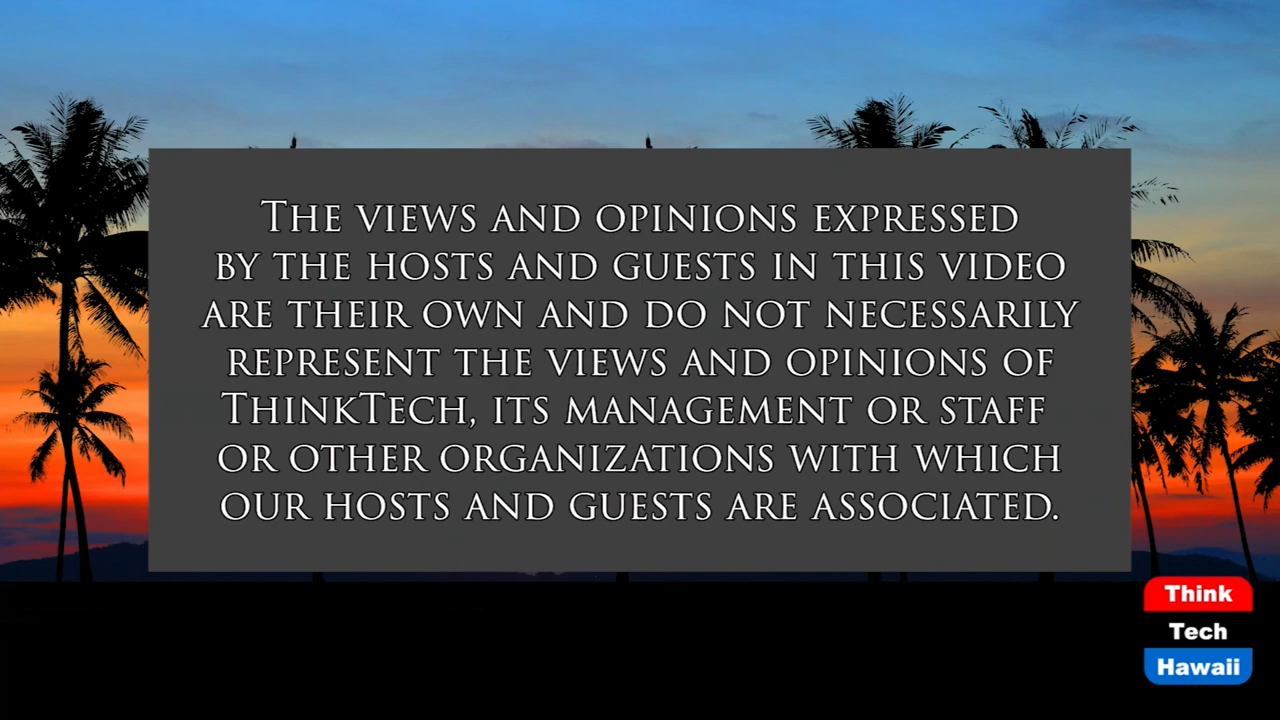 The views and opinions expressed
by the hosts and guests in this video
are their own and do not necessarily
represent the views and opinions of
ThinkTech, its management or staff
or other organizations with which
our hosts and guests are associated.
Think
Tech
Hawaii